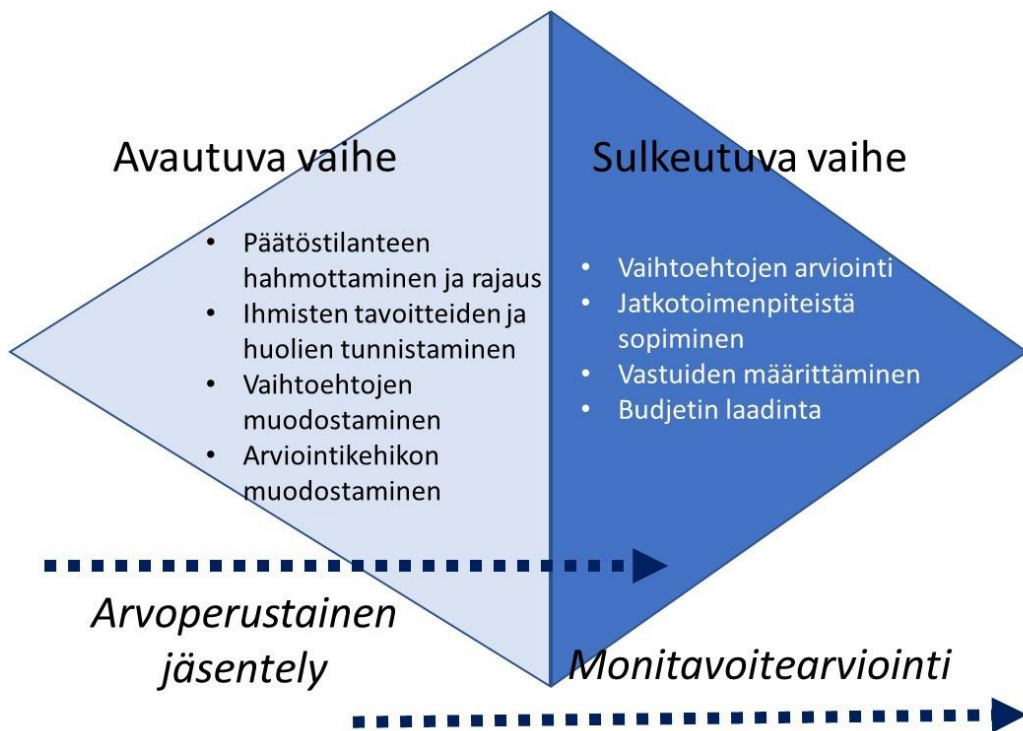 Avautuva vaihe
• Päätöstilanteen
hahmottaminen ja rajaus
• Ihmisten tavoitteiden ja
huolien tunnistaminen
• Vaihtoehtojen
muodostaminen
• Arviointikehikon
muodostaminen
Sulkeutuva vaihe
• Vaihtoehtojen arviointi
• Jatkotoimenpiteistä
sopiminen
• Vastuiden määrittäminen
• Budjetin laadinta
Arvoperustainen
jäsentely
Monitavoitearviointi